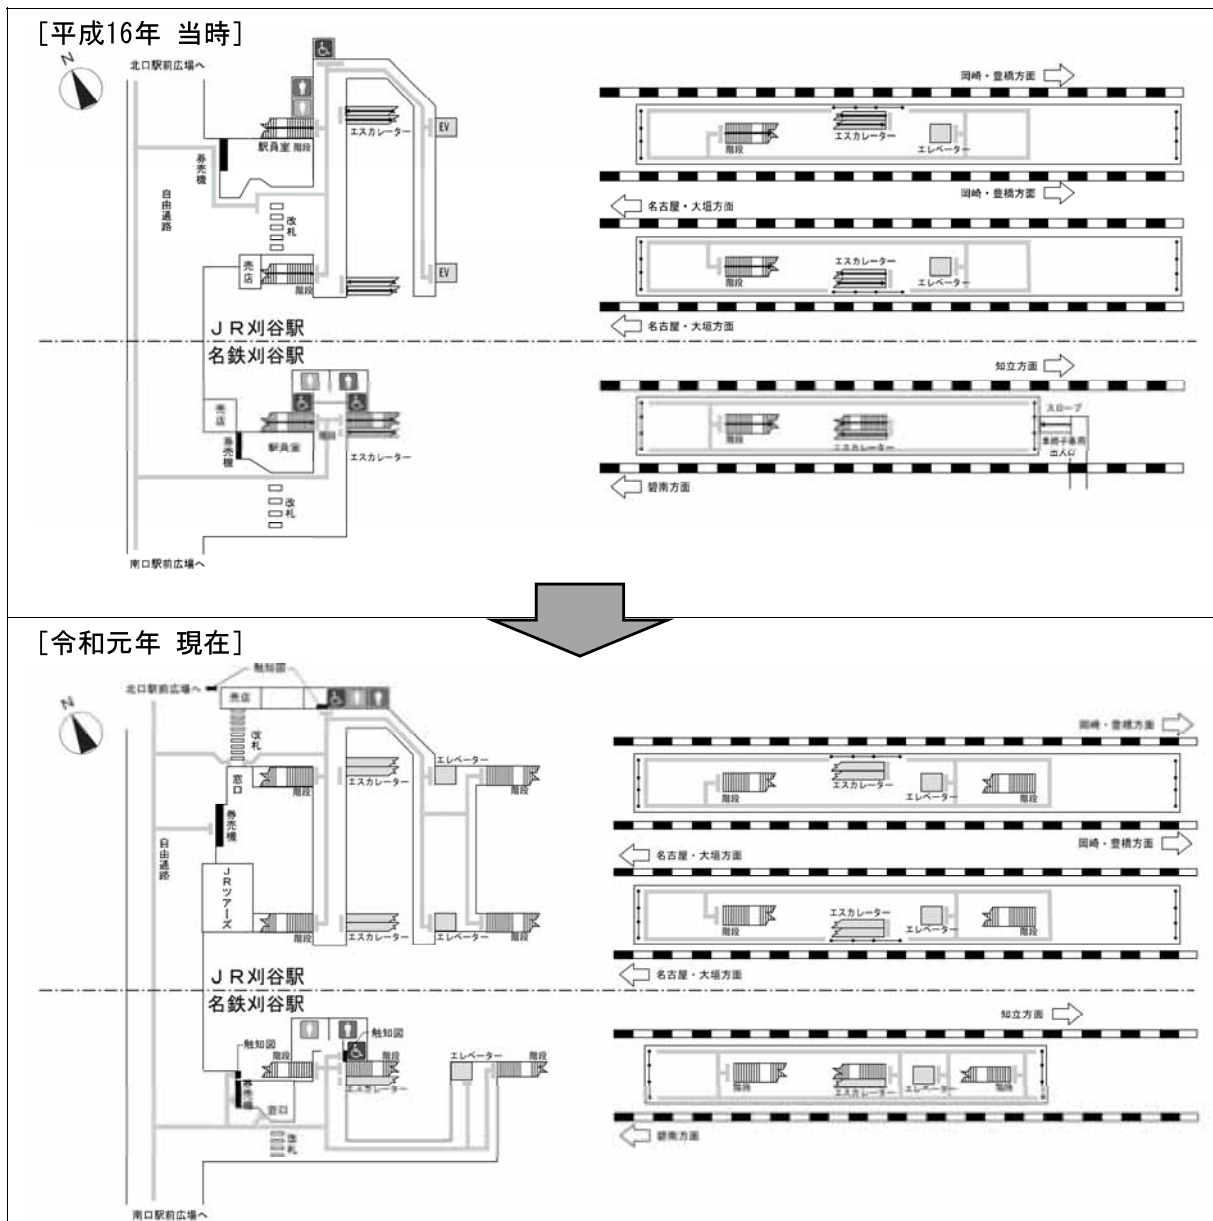 [平成16年 当時]
N
北口駅前広場へ
エスカレーター
EV
駅員室
階段
券売機
自由通路
改札
売店
階段
EV
岡崎・豊橋方面
階段
エスカレーター
エレベーター
岡崎・豊橋方面
名古屋・大垣方面
階段
エスカレーター
エレベーター
名古屋・大垣方面
JR刈谷駅
名鉄刈谷駅
売店
券売機
駅員室
階段
エスカレーター
改札
南口駅前広場へ
知立方面
階段
エスカレーター
スロープ
車椅子専用
出入口
碧南方面
[令和元年 現在]
N
触知図
北口駅前広場へ
売店
改札
窓口
階段
エスカレーター
エレベーター
階段
券売機
自由通路
JRツアーズ
階段
エスカレーター
エレベーター
階段
岡崎・豊橋方面
階段
エスカレーター
エレベーター
階段
岡崎・豊橋方面
名古屋・大垣方面
階段
エスカレーター
エレベーター
階段
名古屋・大垣方面
JR刈谷駅
名鉄刈谷駅
触知図
触知図
階段
階段
エスカレーター
エレベーター
階段
券売機
窓口
改札
南口駅前広場へ
知立方面
階段
エスカレーター
エレベーター
階段
碧南方面